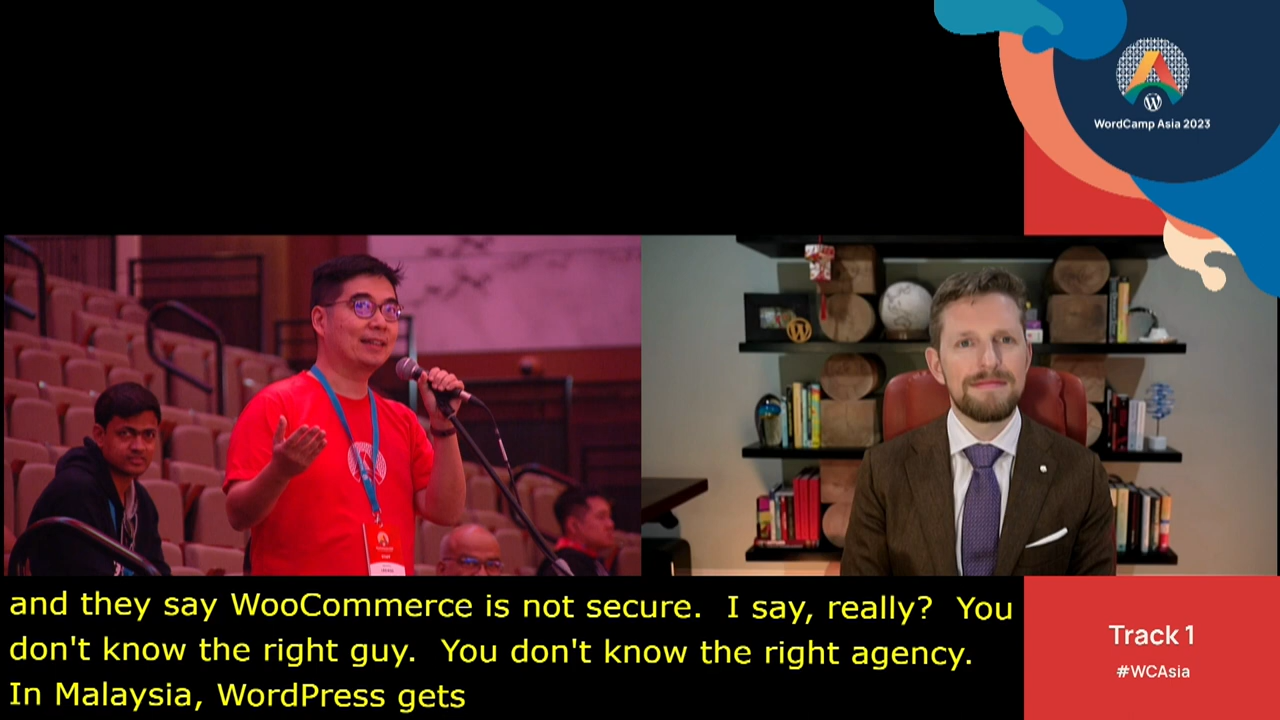 WordCamp Asia 2023
and they say WooCommerce is not secure.  I say, really?  You
don't know the right guy.  You don't know the right agency.
In Malaysia, WordPress gets
Track 1
#WCAsia